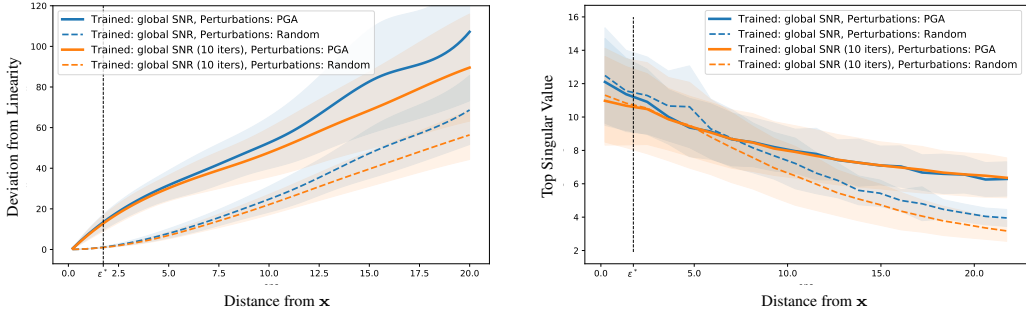 Trained: global SNR, Perturbations: PGA
Trained: global SNR, Perturbations: Random
Trained: global SNR (10 iters), Perturbations: PGA
Trained: global SNR (10 iters), Perturbations: Random
Deviation from Linearity
120
100
80
60
40
20
0
0.0
ε*
2.5
5.0
7.5
10.0
12.5
15.0
17.5
20.0
Distance from x
Trained: global SNR, Perturbations: PGA
Trained: global SNR, Perturbations: Random
Trained: global SNR (10 iters), Perturbations: PGA
Trained: global SNR (10 iters), Perturbations: Random
Top Singular Value
16
14
12
10
8
6
4
2
0.0
ε*
5.0
10.0
15.0
20.0
Distance from x